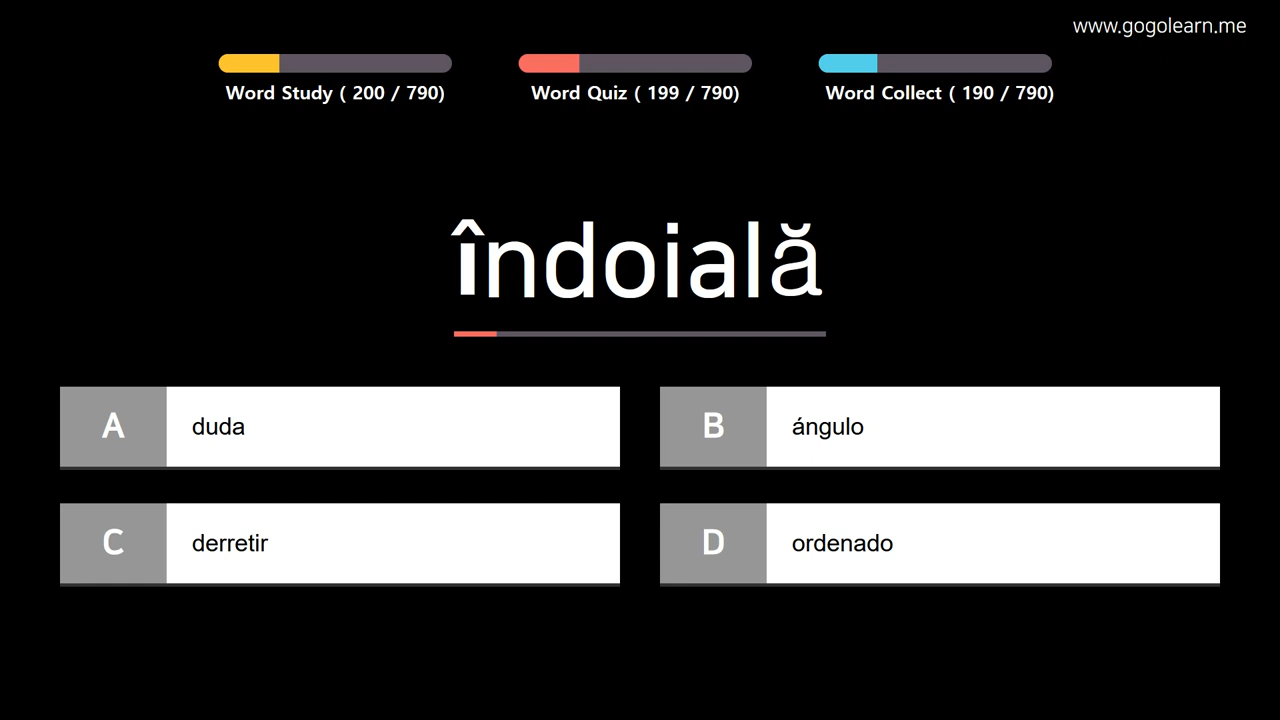 www.gogolearn.me
Word Study ( 200 / 790)
Word Quiz ( 199 / 790)
Word Collect ( 190 / 790)
îndoială
A duda
B ángulo
C derretir
D ordenado